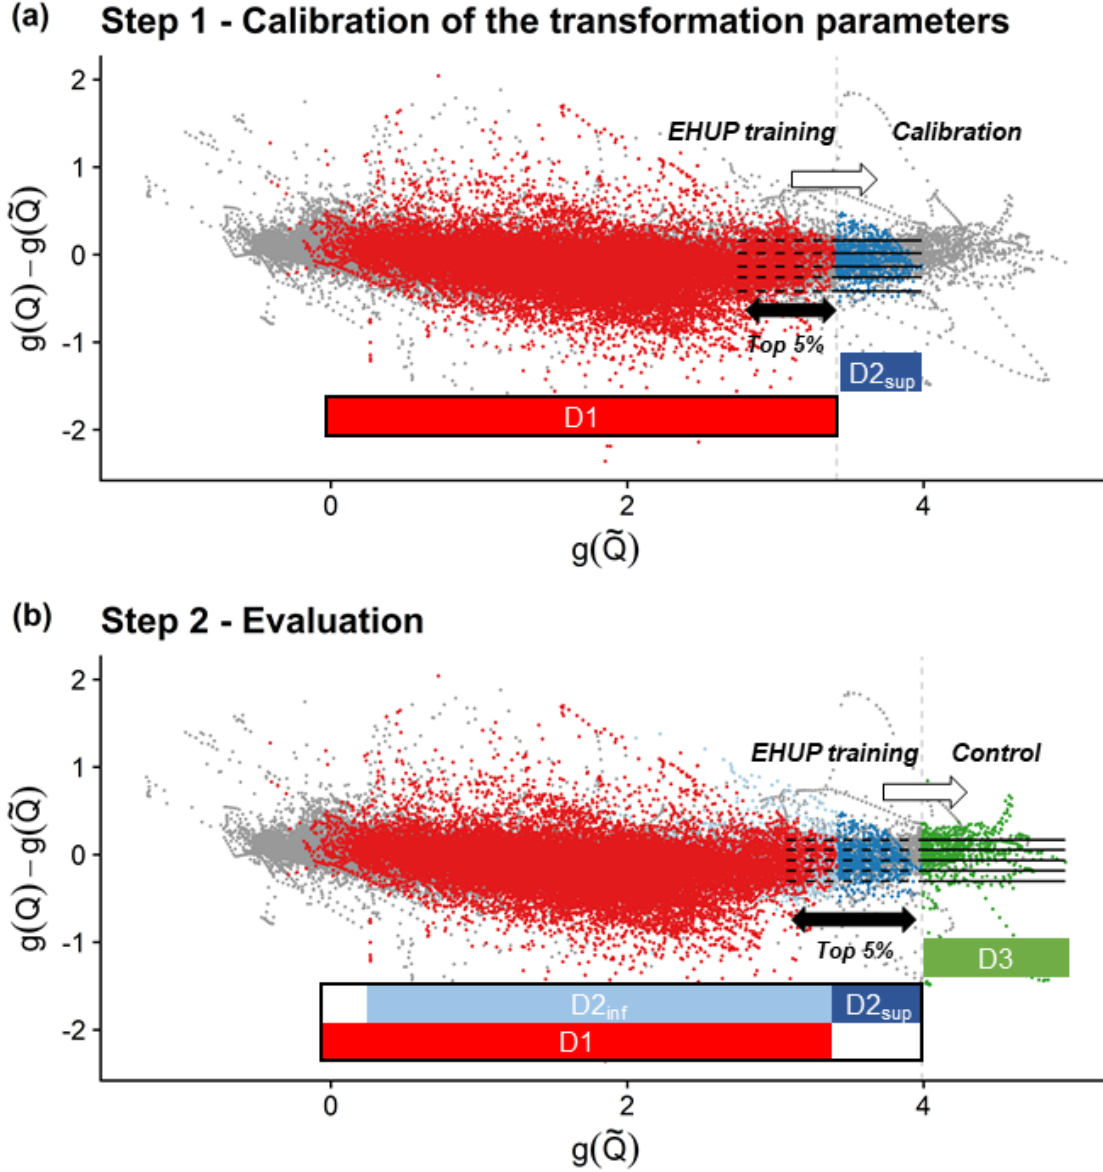 (a) Step 1 - Calibration of the transformation parameters
2
1
0
-1
-2
g(Q) – g(Q̃)
EHUP training
Calibration
Top 5%
D2sup
D1
0 2 4
g(Q̃)
(b) Step 2 - Evaluation
2
1
0
-1
-2
g(Q) – g(Q̃)
EHUP training
Control
Top 5%
D3
D2inf D2sup
D1
0 2 4
g(Q̃)